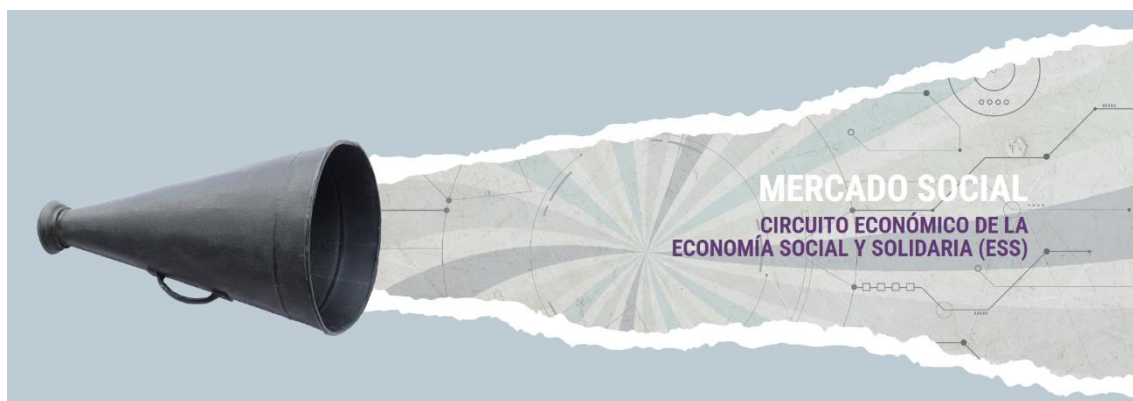 MERCADO SOCIAL
CIRCUITO ECONÓMICO DE LA
ECONOMÍA SOCIAL Y SOLIDARIA (ESS)